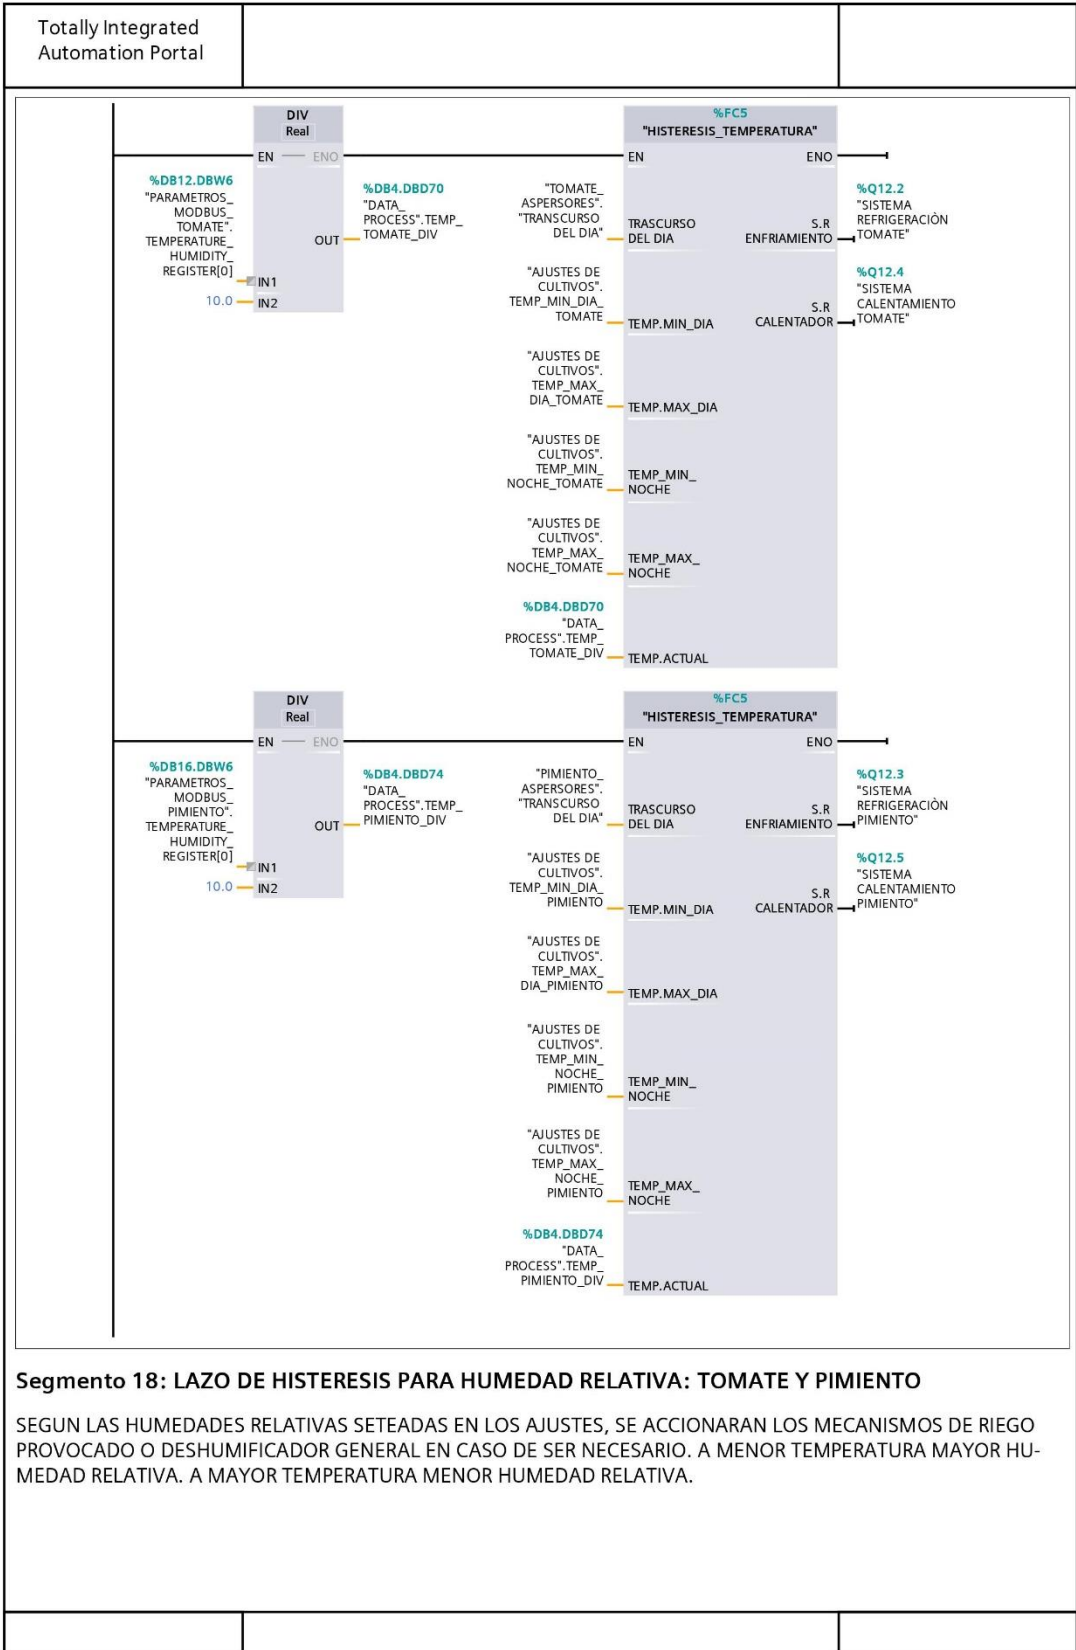 Totally Integrated
Automation Portal
DIV
Real
EN
ENO
%DB12.DBW6
"PARAMETROS_
MODBUS_
TOMATE".
TEMPERATURE_
HUMIDITY_
REGISTER[0]
IN1
10.0
IN2
OUT
%DB4.DBD70
"DATA_
PROCESS".TEMP_
TOMATE_DIV
%FC5
"HISTERESIS_TEMPERATURA"
EN
ENO
"TOMATE_
ASPERSORES".
"TRANSCURSO
DEL DIA"
TRASCURSO
DEL DIA
S.R
ENFRIAMIENTO
%Q12.2
"SISTEMA
REFRIGERACIÒN
TOMATE"
"AJUSTES DE
CULTIVOS".
TEMP_MIN_DIA_
TOMATE
TEMP.MIN_DIA
S.R
CALENTADOR
%Q12.4
"SISTEMA
CALENTAMIENTO
TOMATE"
"AJUSTES DE
CULTIVOS".
TEMP_MAX_
DIA_TOMATE
TEMP.MAX_DIA
"AJUSTES DE
CULTIVOS".
TEMP_MIN_
NOCHE_TOMATE
TEMP_MIN_
NOCHE
"AJUSTES DE
CULTIVOS".
TEMP_MAX_
NOCHE_TOMATE
TEMP_MAX_
NOCHE
%DB4.DBD70
"DATA_
PROCESS".TEMP_
TOMATE_DIV
TEMP.ACTUAL
DIV
Real
EN
ENO
%DB16.DBW6
"PARAMETROS_
MODBUS_
PIMIENTO".
TEMPERATURE_
HUMIDITY_
REGISTER[0]
IN1
10.0
IN2
OUT
%DB4.DBD74
"DATA_
PROCESS".TEMP_
PIMIENTO_DIV
%FC5
"HISTERESIS_TEMPERATURA"
EN
ENO
"PIMIENTO_
ASPERSORES".
"TRANSCURSO
DEL DIA"
TRASCURSO
DEL DIA
S.R
ENFRIAMIENTO
%Q12.3
"SISTEMA
REFRIGERACIÒN
PIMIENTO"
"AJUSTES DE
CULTIVOS".
TEMP_MIN_DIA_
PIMIENTO
TEMP.MIN_DIA
S.R
CALENTADOR
%Q12.5
"SISTEMA
CALENTAMIENTO
PIMIENTO"
"AJUSTES DE
CULTIVOS".
TEMP_MAX_
DIA_PIMIENTO
TEMP.MAX_DIA
"AJUSTES DE
CULTIVOS".
TEMP_MIN_
NOCHE_
PIMIENTO
TEMP_MIN_
NOCHE
"AJUSTES DE
CULTIVOS".
TEMP_MAX_
NOCHE_
PIMIENTO
TEMP_MAX_
NOCHE
%DB4.DBD74
"DATA_
PROCESS".TEMP_
PIMIENTO_DIV
TEMP.ACTUAL
Segmento 18: LAZO DE HISTERESIS PARA HUMEDAD RELATIVA: TOMATE Y PIMIENTO
SEGUN LAS HUMEDADES RELATIVAS SETEADAS EN LOS AJUSTES, SE ACCIONARAN LOS MECANISMOS DE RIEGO
PROVOCADO O DESHUMIFICADOR GENERAL EN CASO DE SER NECESARIO. A MENOR TEMPERATURA MAYOR HU-
MEDAD RELATIVA. A MAYOR TEMPERATURA MENOR HUMEDAD RELATIVA.